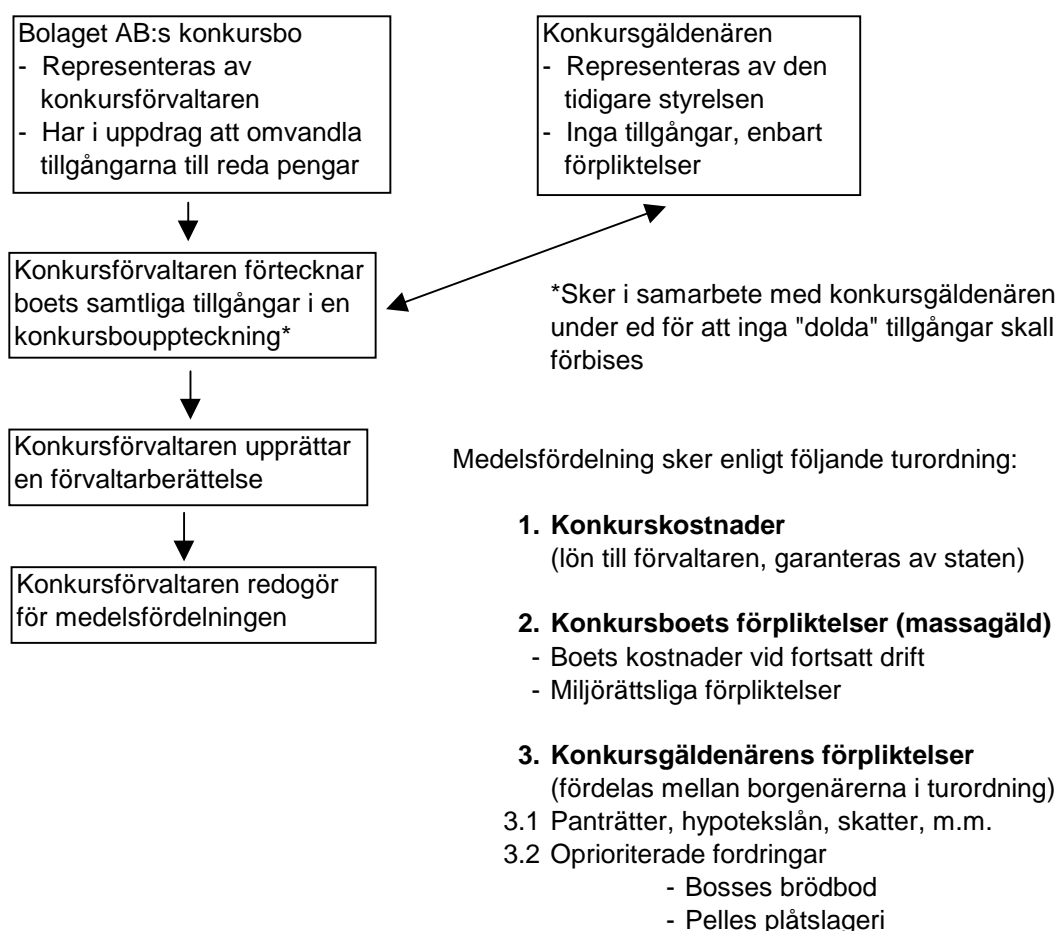 Bolaget AB:s konkursbo
- Representeras av
konkursförvaltaren
- Har i uppdrag att omvandla
tillgångarna till reda pengar
Konkursgäldenären
- Representeras av den
tidigare styrelsen
- Inga tillgångar, enbart
förpliktelser
Konkursförvaltaren förtecknar
boets samtliga tillgångar i en
konkursbouppteckning*
*Sker i samarbete med konkursgäldenären
under ed för att inga "dolda" tillgångar skall
förbises
Konkursförvaltaren upprättar
en förvaltarberättelse
Konkursförvaltaren redogör
för medelsfördelningen
Medelsfördelning sker enligt följande turordning:
1. Konkurskostnader
(lön till förvaltaren, garanteras av staten)
2. Konkursboets förpliktelser (massagäld)
- Boets kostnader vid fortsatt drift
- Miljörättsliga förpliktelser
3. Konkursgäldenärens förpliktelser
(fördelas mellan borgenärerna i turordning)
3.1 Panträtter, hypotekslån, skatter, m.m.
3.2 Oprioriterade fordringar
- Bosses brödbod
- Pelles plåtslageri